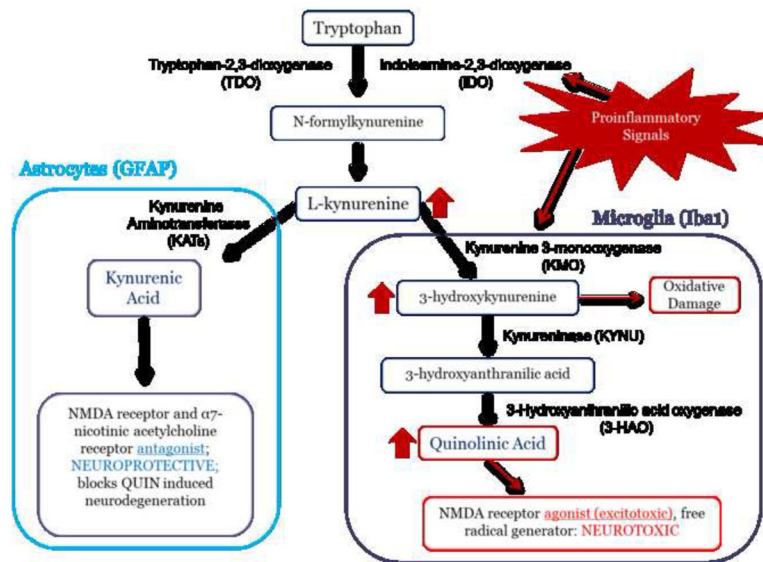 Tryptophan
Tryptophan-2,3-dioxygenase
(TDO)
Indoleamine-2,3-dioxygenase
(IDO)
Proinflammatory
Signals
N-formylkynurenine
Astrocytes (GFAP)
L-kynurenine
Microglia (Iba1)
Kynurenine
Aminotransferases
(KATs)
Kynurenine 3-monooxygenase
(KMO)
Kynurenic
Acid
3-hydroxykynurenine
Oxidative
Damage
Kynureninase (KYNU)
3-hydroxyanthranilic acid
3-Hydroxyanthranilic acid oxygenase
(3-HAO)
NMDA receptor and α7-
nicotinic acetylcholine
receptor antagonist;
NEUROPROTECTIVE;
blocks QUIN induced
neurodegeneration
Quinolinic Acid
NMDA receptor agonist (excitotoxic), free
radical generator: NEUROTOXIC